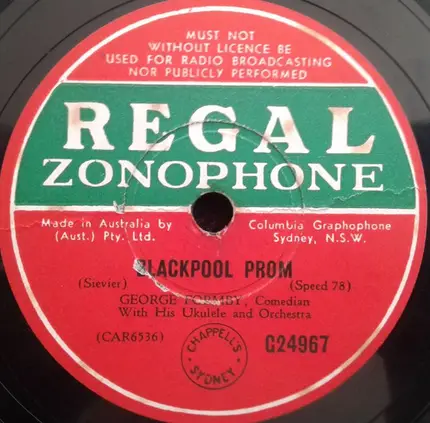 MUST NOT
WITHOUT LICENCE BE
USED FOR RADIO BROADCASTING
NOR PUBLICLY PERFORMED
REGAL
ZONOPHONE
Made in Australia by Columbia Graphophone
(Aust.) Pty. Ltd. Sydney, N.S.W.
BLACKPOOL PROM
(Sievier) (Speed 78)
GEORGE FORMBY, Comedian
With His Ukulele and Orchestra
(CAR6536) G24967
CHAPPELL'S
SYDNEY